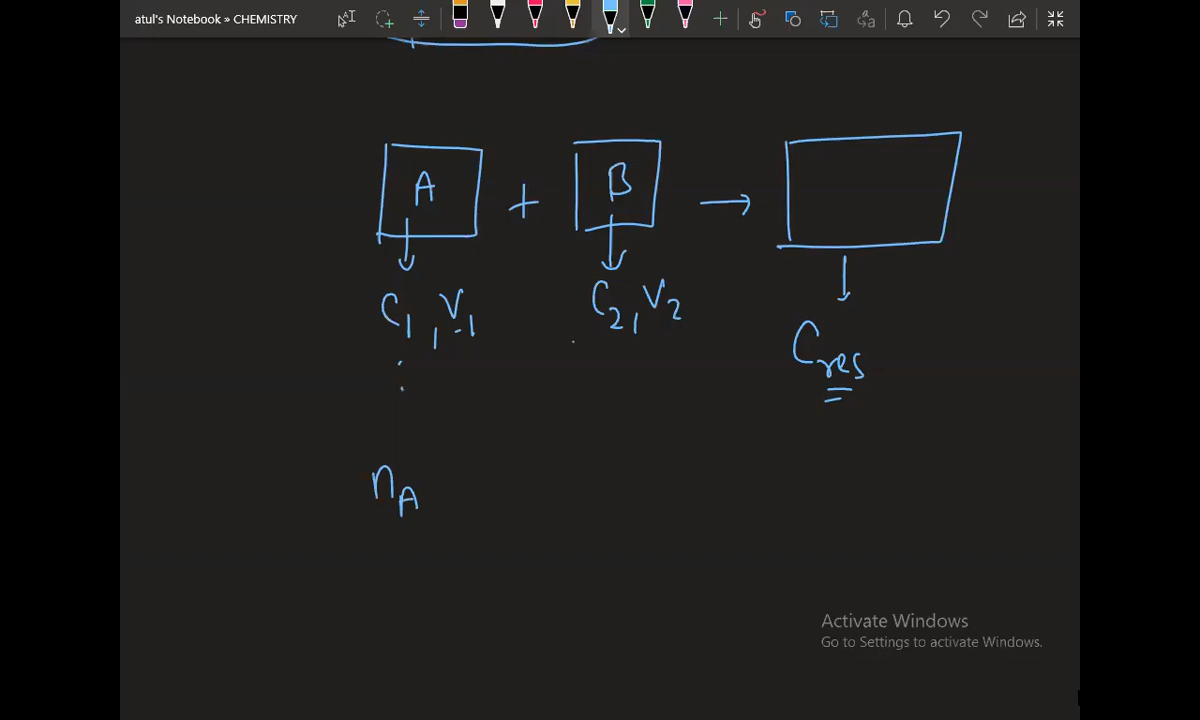 atul's Notebook » CHEMISTRY
A + B →
C₁, V₁
C₂, V₂
Cres
nA
Activate Windows
Go to Settings to activate Windows.